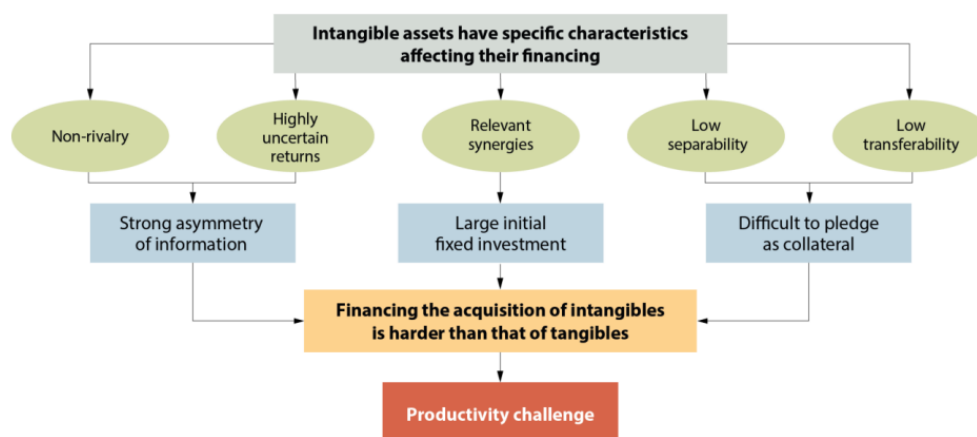 Intangible assets have specific characteristics
affecting their financing
Non-rivalry
Highly
uncertain
returns
Relevant
synergies
Low
separability
Low
transferability
Strong asymmetry
of information
Large initial
fixed investment
Difficult to pledge
as collateral
Financing the acquisition of intangibles
is harder than that of tangibles
Productivity challenge